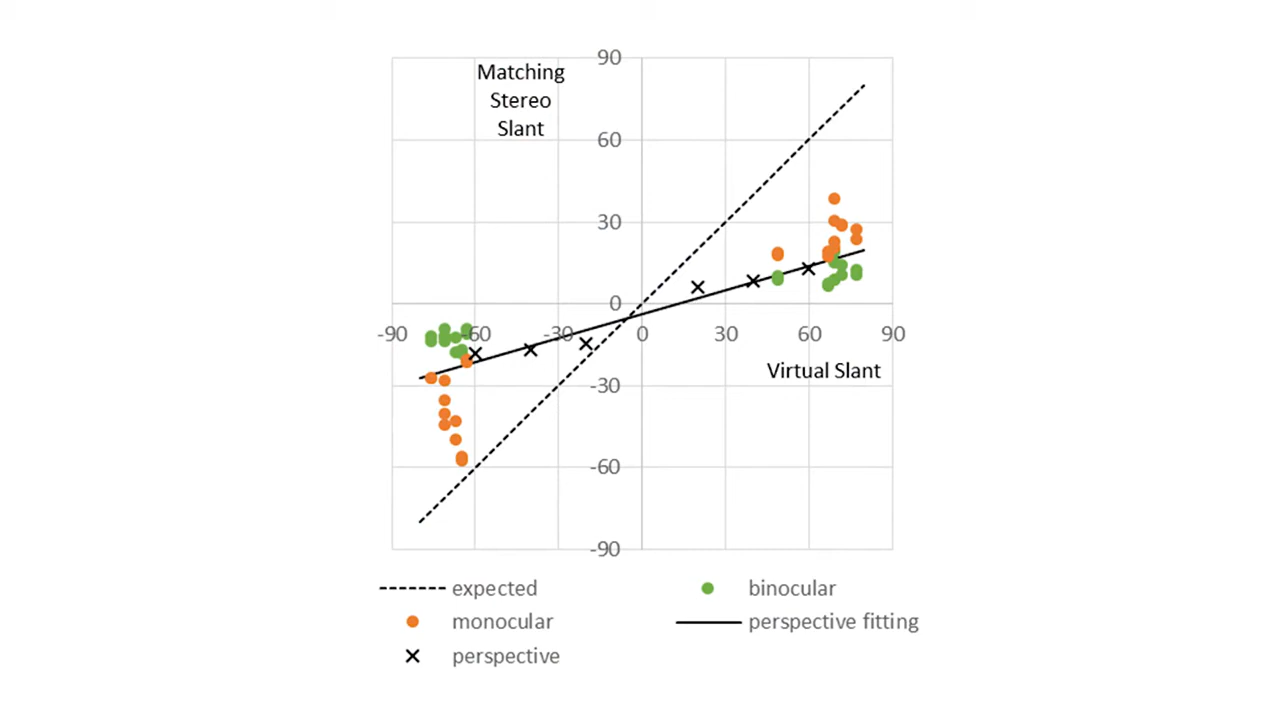 90
Matching
Stereo
Slant
60
30
0
-90 -60 -30 0 30 60 90
Virtual Slant
-30
-60
-90
expected
binocular
monocular
perspective fitting
perspective